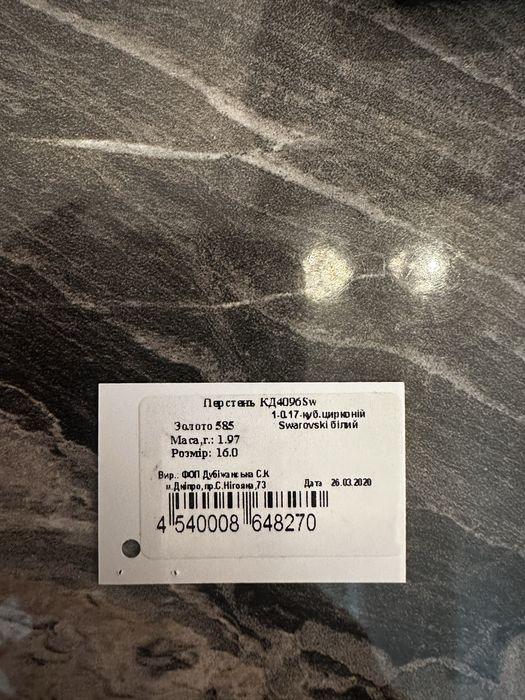 Перстень КД4096Sw
1-0.17-куб.цирконій
Золото 585 Swarovski білий
Маса,г.: 1.97
Розмір: 16.0
Вир.: ФОП Дубіжанська С.К
м.Дніпро,пр.С.Нігояна,73 Дата 26.03.2020
4 540008 648270